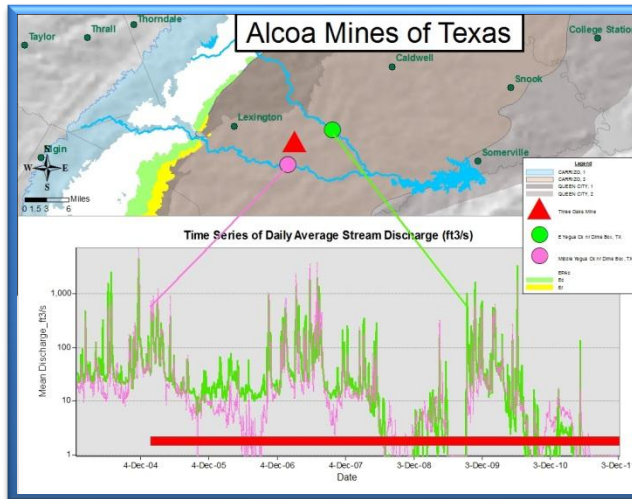 Alcoa Mines of Texas
Taylor
Thrall
Thorndale
College Station
Caldwell
Snook
Lexington
Elgin
Somerville
N
W E
S
Miles
0 1.5 3 6
Legend
CARRIZO, 1
CARRIZO, 2
QUEEN CITY, 1
QUEEN CITY, 2
Three Oaks Mine
E Yegua Ck nr Dime Box, TX
Middle Yegua Ck nr Dime Box, TX
Time Series of Daily Average Stream Discharge (ft3/s)
Mean Discharge_ft3/s
1,000
100
10
1
4-Dec-04 4-Dec-05 4-Dec-06 4-Dec-07 3-Dec-08 3-Dec-09 3-Dec-10 3-Dec-1
Date